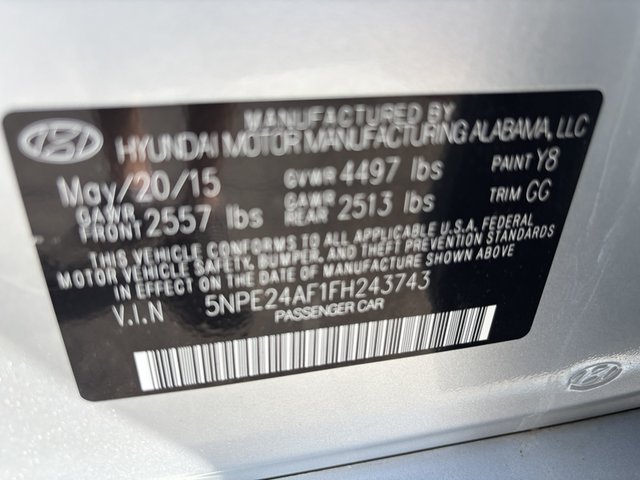 MANUFACTURED BY
HYUNDAI MOTOR MANUFACTURING ALABAMA, LLC
May/20/15 GVWR 4497 lbs PAINT Y8
GAWR FRONT 2557 lbs GAWR REAR 2513 lbs TRIM GG
THIS VEHICLE CONFORMS TO ALL APPLICABLE U.S.A. FEDERAL
MOTOR VEHICLE SAFETY, BUMPER, AND THEFT PREVENTION STANDARDS
IN EFFECT ON THE DATE OF MANUFACTURE SHOWN ABOVE
V.I.N 5NPE24AF1FH243743
PASSENGER CAR